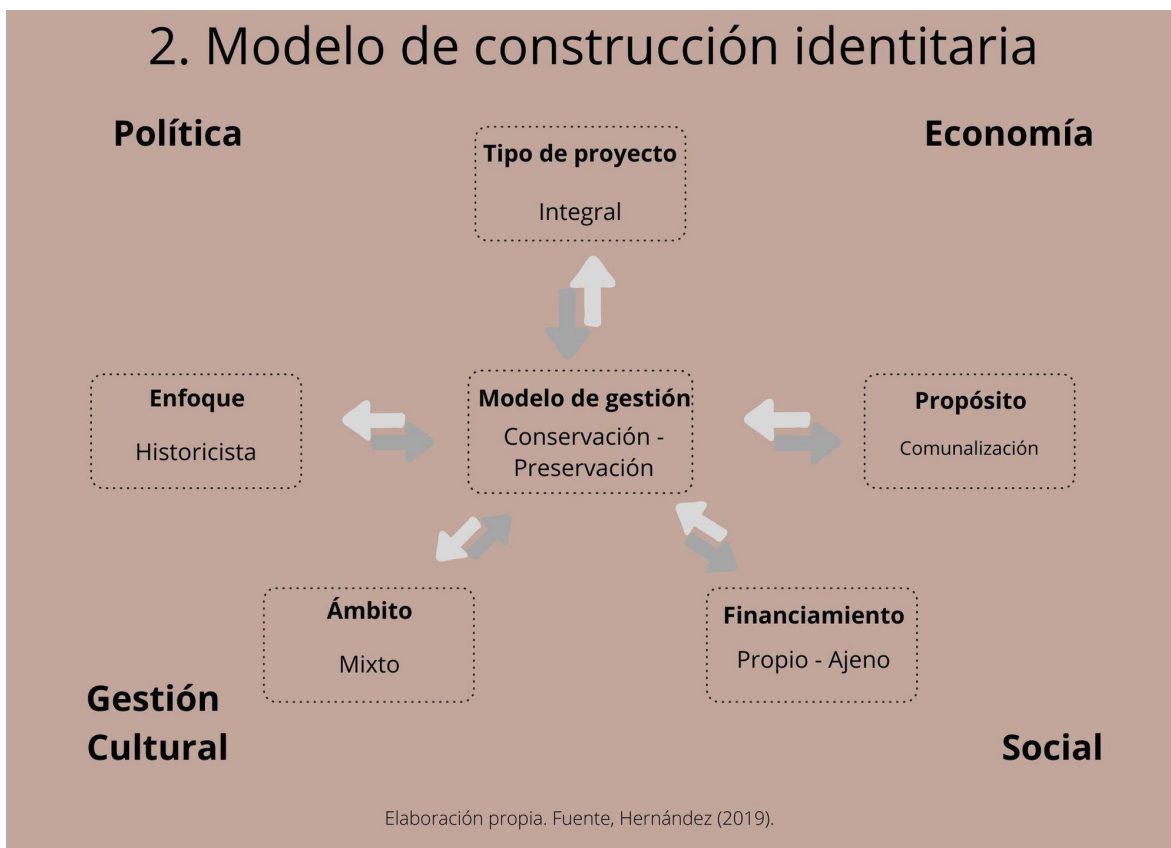 2. Modelo de construcción identitaria
Política
Economía
Tipo de proyecto
Integral
Enfoque
Historicista
Modelo de gestión
Conservación -
Preservación
Propósito
Comunalización
Ámbito
Mixto
Financiamiento
Propio - Ajeno
Gestión
Cultural
Social
Elaboración propia. Fuente, Hernández (2019).